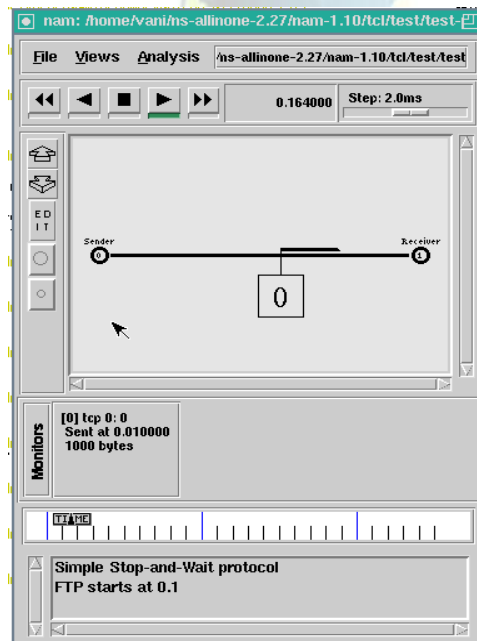 nam: /home/vani/ns-allinone-2.27/nam-1.10/tcl/test/test-
File Views Analysis /ns-allinone-2.27/nam-1.10/tcl/test/test
0.164000 Step: 2.0ms
E D
I T
Sender Receiver
0 1
0
Monitors
[0] tcp 0: 0
Sent at 0.010000
1000 bytes
TIME
Simple Stop-and-Wait protocol
FTP starts at 0.1